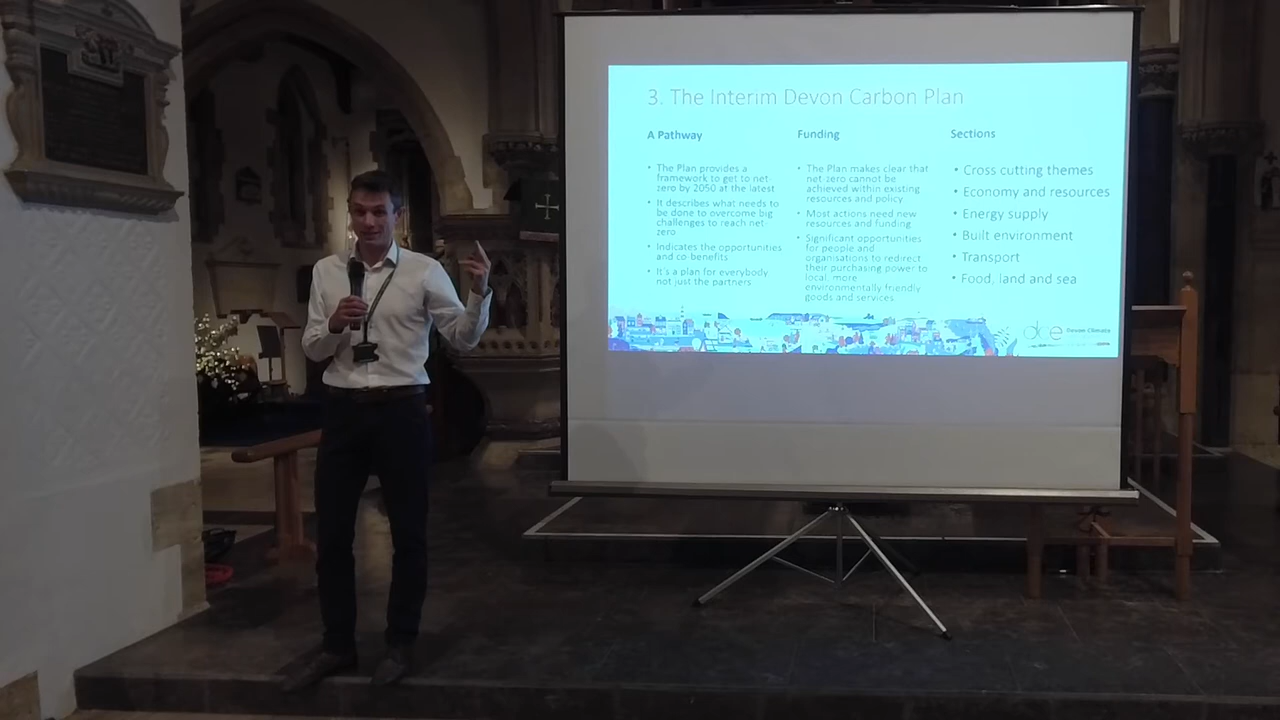 3. The Interim Devon Carbon Plan
A Pathway
• The Plan provides a
framework to get to net
zero by 2050 at the latest
• It describes what needs to
be done to overcome big
challenges to reach net-
zero
• Indicates the opportunities
and co-benefits
• It's a plan for everybody
not just the partners
Funding
• The Plan makes clear that
net-zero cannot be
achieved within existing
resources and policy.
• Most actions need new
resources and funding
• Significant opportunities
for people and
organisations to redirect
their purchasing power to
local, more
environmentally friendly
goods and services
Sections
• Cross cutting themes
• Economy and resources
• Energy supply
• Built environment
• Transport
• Food, land and sea
dce Devon Climate